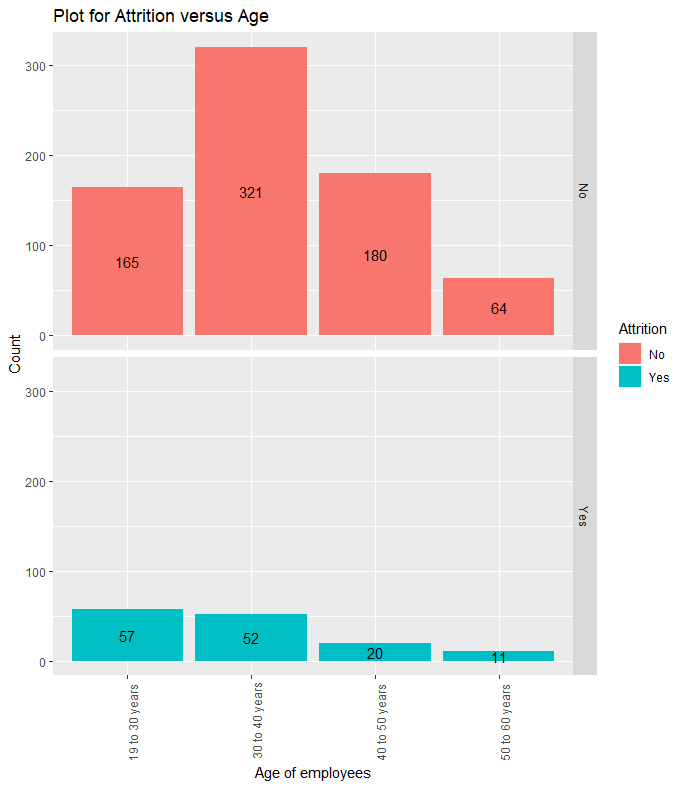 Plot for Attrition versus Age
300
200
100
0
165
321
180
64
No
Count
300
200
100
0
57
52
20
11
Yes
19 to 30 years
30 to 40 years
40 to 50 years
50 to 60 years
Age of employees
Attrition
No
Yes